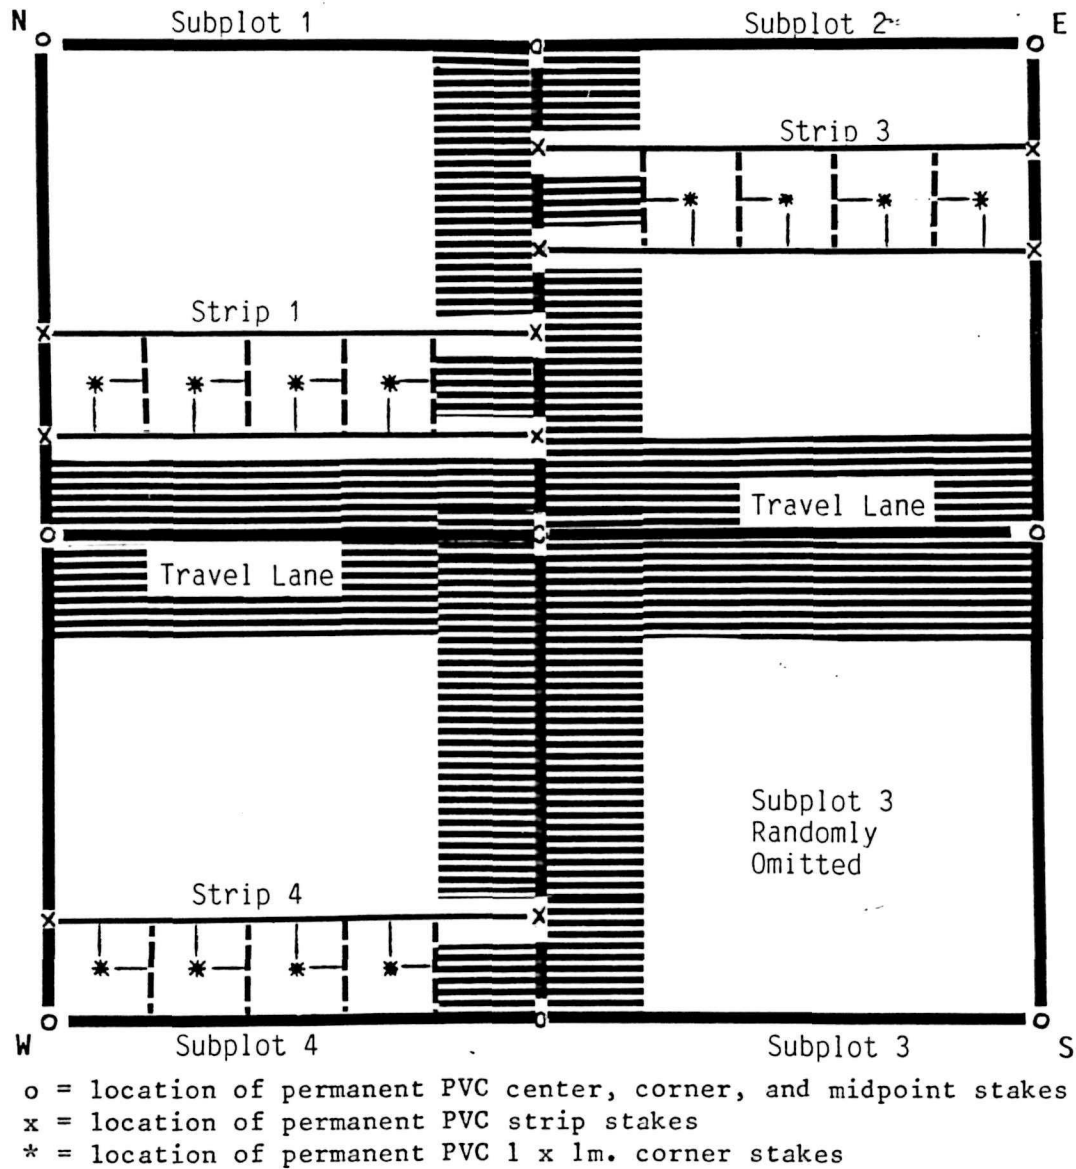 N Subplot 1 Subplot 2 E
Strip 3
Strip 1
Travel Lane
Travel Lane
Subplot 3
Randomly
Omitted
Strip 4
W Subplot 4 Subplot 3 S
o = location of permanent PVC center, corner, and midpoint stakes
x = location of permanent PVC strip stakes
* = location of permanent PVC 1 x 1m. corner stakes